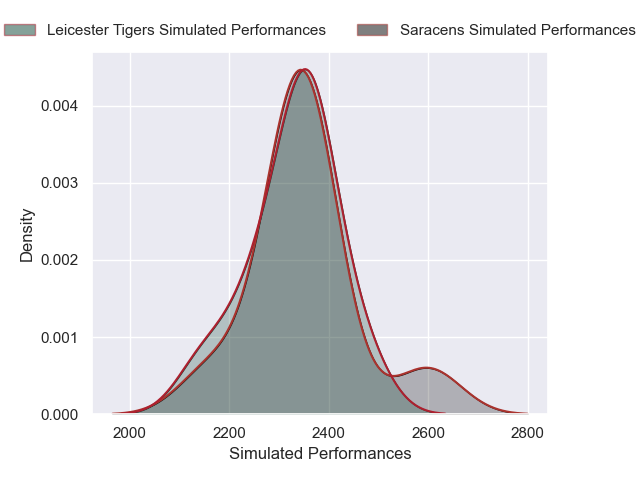 Leicester Tigers Simulated Performances Saracens Simulated Performances
0.004
0.003
0.002
0.001
0.000
Density
2000 2200 2400 2600 2800
Simulated Performances